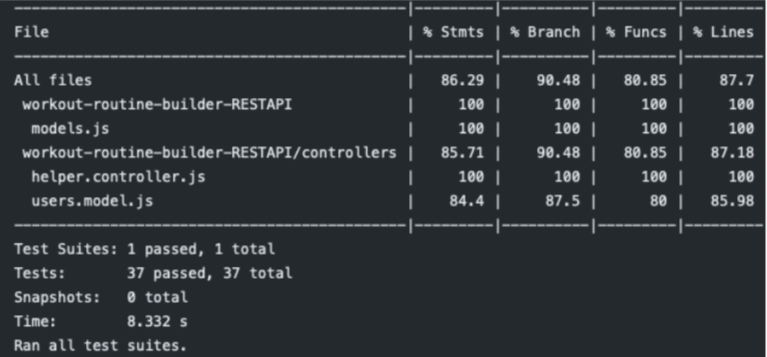 File | % Stmts | % Branch | % Funcs | % Lines
All files | 86.29 | 90.48 | 80.85 | 87.7
workout-routine-builder-RESTAPI | 100 | 100 | 100 | 100
models.js | 100 | 100 | 100 | 100
workout-routine-builder-RESTAPI/controllers | 85.71 | 90.48 | 80.85 | 87.18
helper.controller.js | 100 | 100 | 100 | 100
users.model.js | 84.4 | 87.5 | 80 | 85.98
Test Suites: 1 passed, 1 total
Tests: 37 passed, 37 total
Snapshots: 0 total
Time: 8.332 s
Ran all test suites.